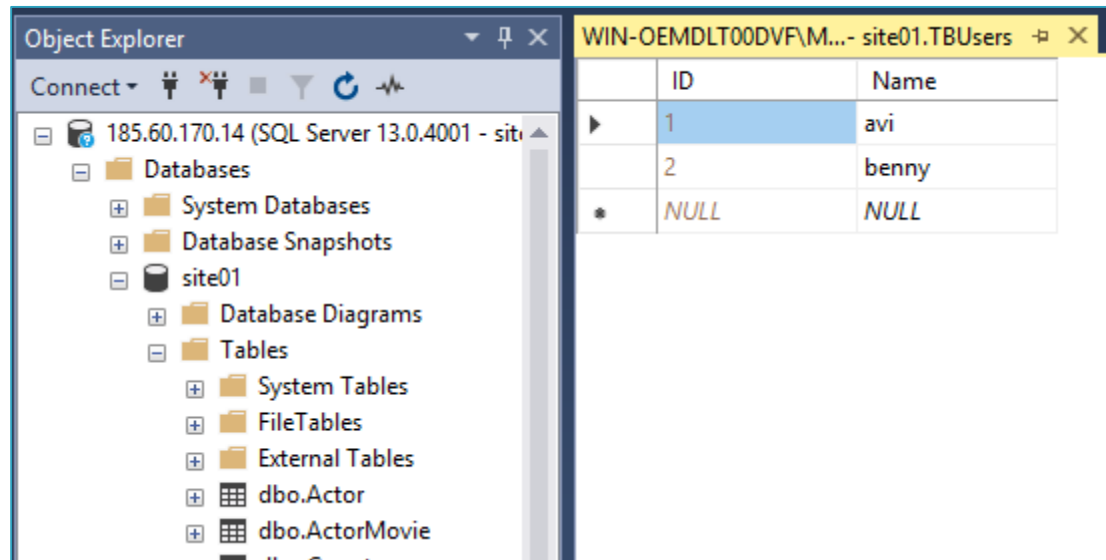 Object Explorer
Connect
185.60.170.14 (SQL Server 13.0.4001 - sit
Databases
System Databases
Database Snapshots
site01
Database Diagrams
Tables
System Tables
FileTables
External Tables
dbo.Actor
dbo.ActorMovie
WIN-OEMDLT00DVF\M...- site01.TBUsers
ID Name
1 avi
2 benny
NULL NULL